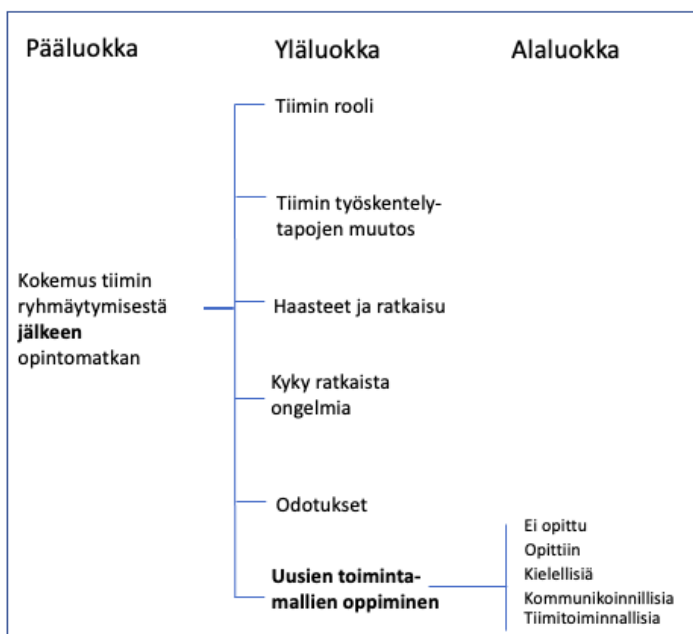 Pääluokka
Yläluokka
Alaluokka
Tiimin rooli
Tiimin työskentely-
tapojen muutos
Kokemus tiimin
ryhmäytymisestä
jälkeen
opintomatkan
Haasteet ja ratkaisu
Kyky ratkaista
ongelmia
Odotukset
Uusien toiminta-
mallien oppiminen
Ei opittu
Opittiin
Kielellisiä
Kommunikoinnillisia
Tiimitoiminnallisia